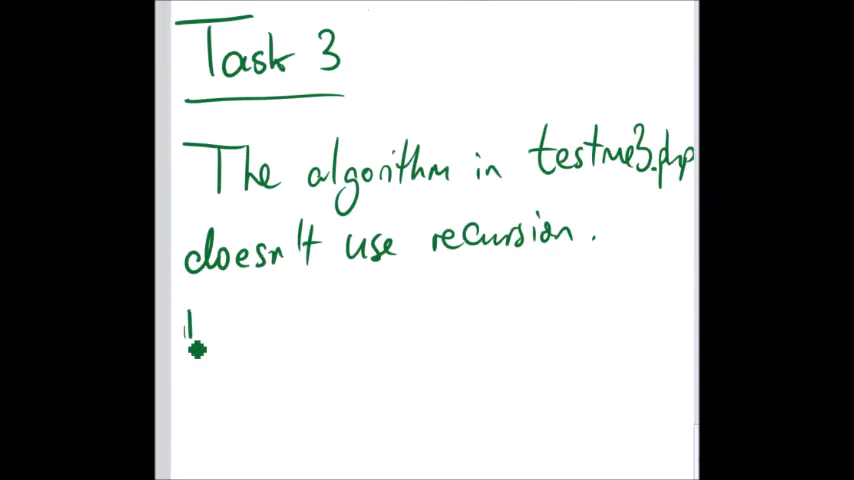 Task 3
The algorithm in testme3.php
doesn't use recursion.